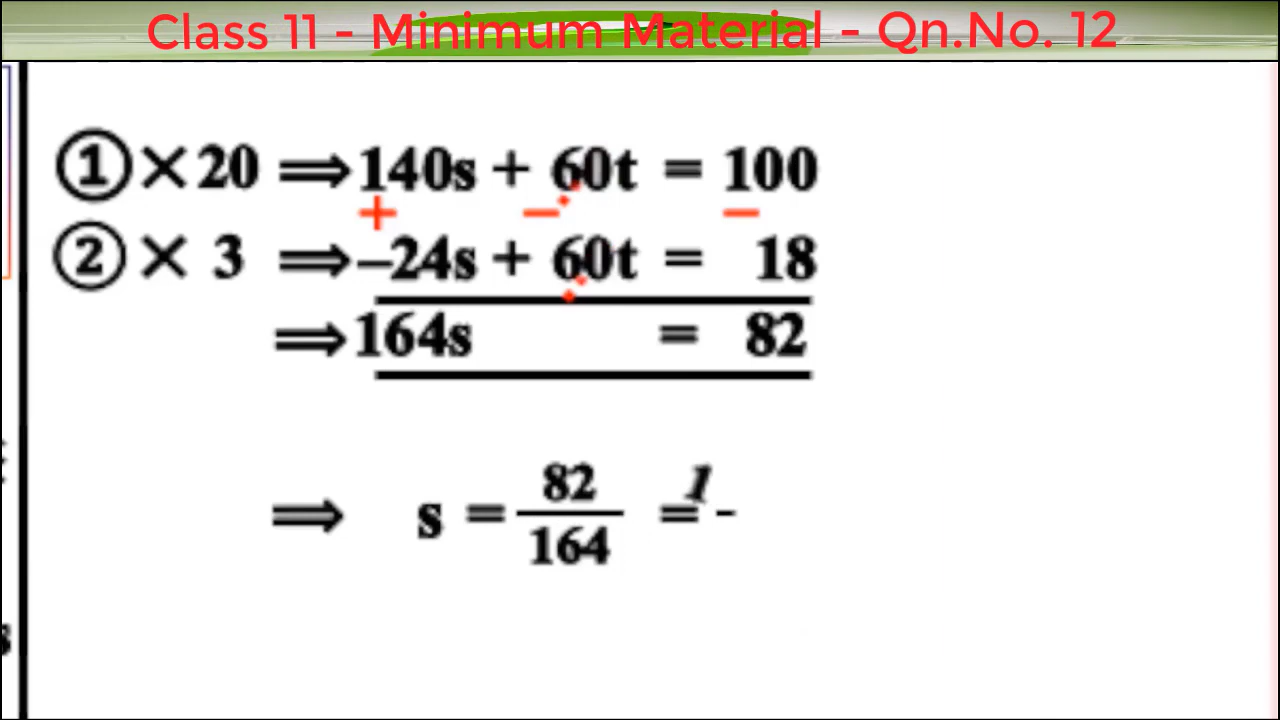 Class 11 - Minimum Material - Qn.No. 12
① × 20 ⟹ 140s + 60t = 100
+ − −
② × 3 ⟹ –24s + 60t = 18
⟹ 164s = 82
⟹ s = 82/164 = 1
s